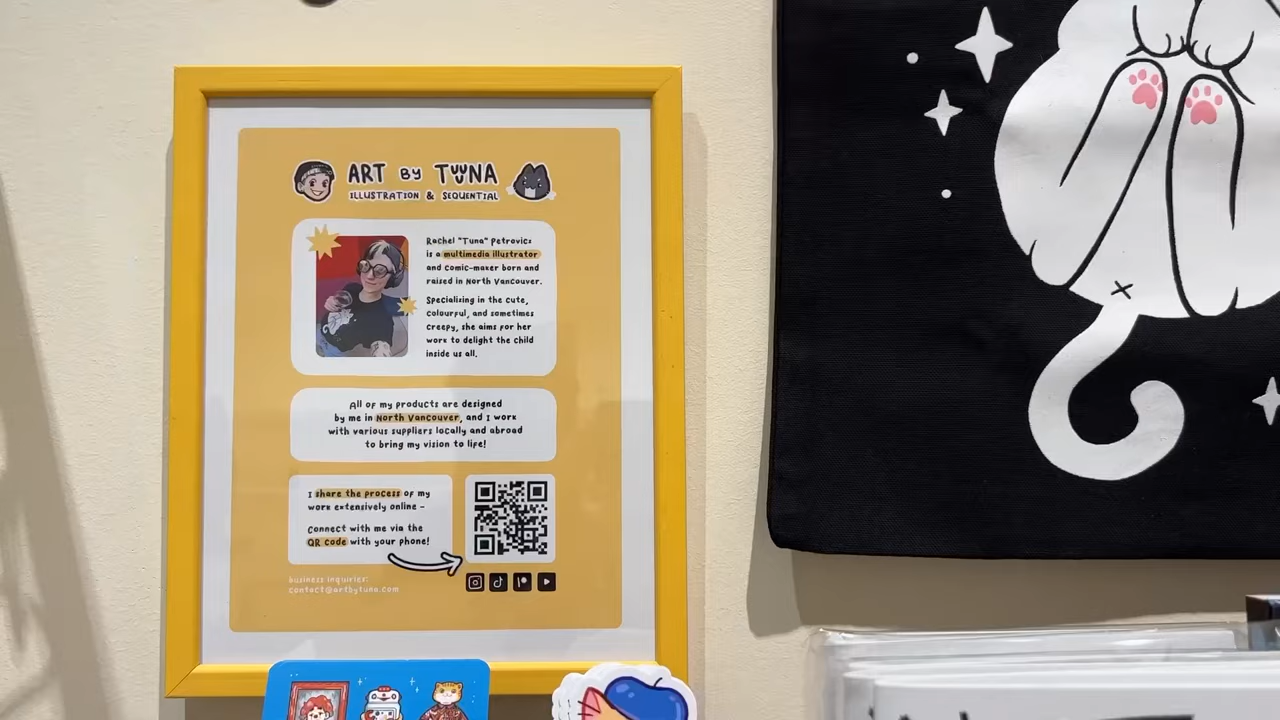 ART BY TUNA
ILLUSTRATION & SEQUENTIAL
Rachel "Tuna" Petrovicz
is a multimedia illustrator
and comic-maker born and
raised in North Vancouver.
Specializing in the cute,
colourful, and sometimes
creepy, she aims for her
work to delight the child
inside us all.
All of my products are designed
by me in North Vancouver, and I work
with various suppliers locally and abroad
to bring my vision to life!
I share the process of my
work extensively online –
Connect with me via the
QR code with your phone!
business inquiries:
contact@artbytuna.com